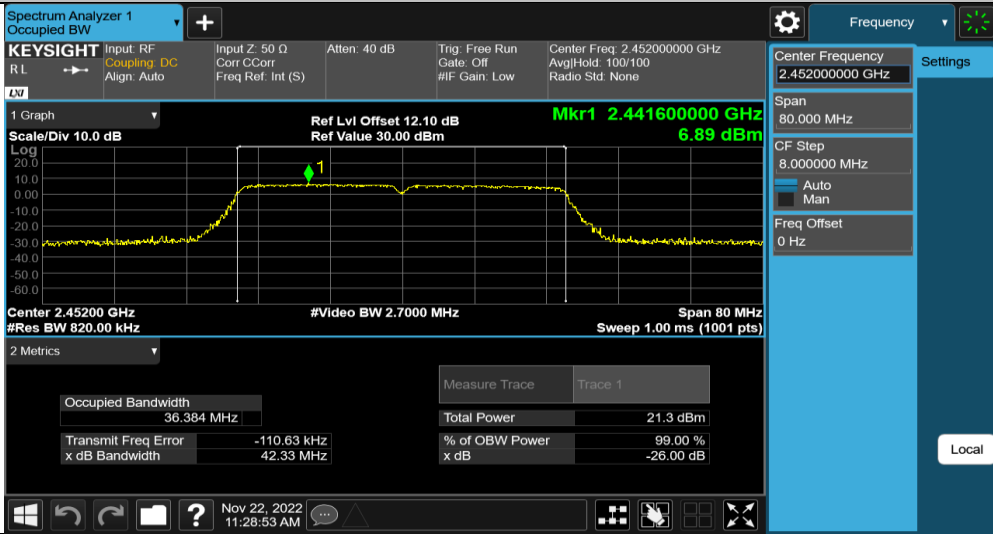 Spectrum Analyzer 1
Occupied BW
+
Frequency
KEYSIGHT
RL
LXI
Input: RF
Coupling: DC
Align: Auto
Input Z: 50 Ω
Corr CCorr
Freq Ref: Int (S)
Atten: 40 dB
Trig: Free Run
Gate: Off
#IF Gain: Low
Center Freq: 2.452000000 GHz
Avg|Hold: 100/100
Radio Std: None
Center Frequency
2.452000000 GHz
Settings
Span
80.000 MHz
CF Step
8.000000 MHz
Auto
Man
Freq Offset
0 Hz
Local
1 Graph
Scale/Div 10.0 dB
Ref Lvl Offset 12.10 dB
Ref Value 30.00 dBm
Mkr1 2.441600000 GHz
6.89 dBm
Log
20.0
10.0
0.00
-10.0
-20.0
-30.0
-40.0
-50.0
-60.0
1
Center 2.45200 GHz
#Video BW 2.7000 MHz
Span 80 MHz
#Res BW 820.00 kHz
Sweep 1.00 ms (1001 pts)
2 Metrics
Measure Trace
Trace 1
Occupied Bandwidth
36.384 MHz
Total Power
21.3 dBm
Transmit Freq Error
-110.63 kHz
% of OBW Power
99.00 %
x dB Bandwidth
42.33 MHz
x dB
-26.00 dB
?
Nov 22, 2022
11:28:53 AM